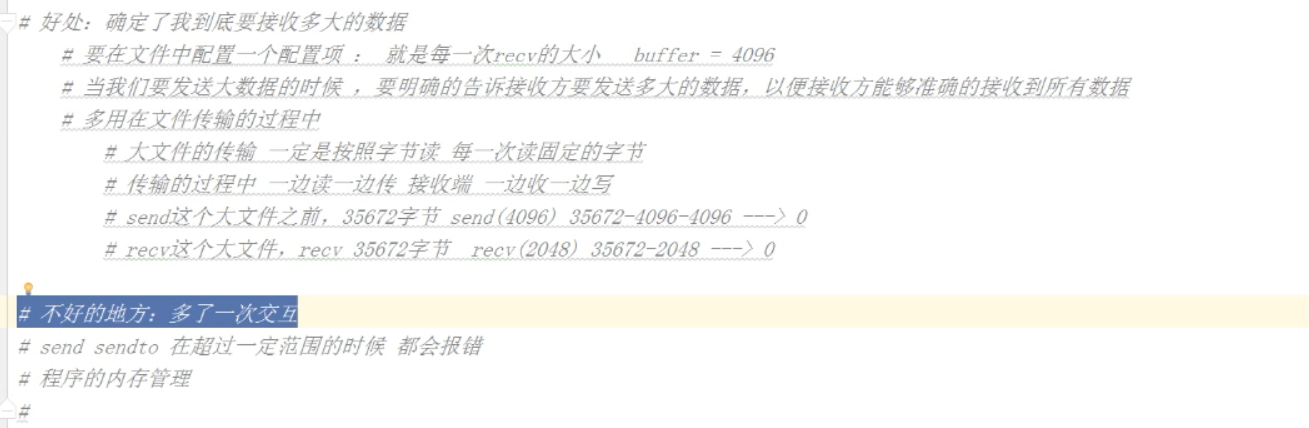 # 好处：确定了我到底要接收多大的数据
# 要在文件中配置一个配置项 ： 就是每一次recv的大小 buffer = 4096
# 当我们要发送大数据的时候 ，要明确的告诉接收方要发送多大的数据，以便接收方能够准确的接收到所有数据
# 多用在文件传输的过程中
# 大文件的传输 一定是按照字节读 每一次读固定的字节
# 传输的过程中 一边读一边传 接收端 一边收一边写
# send这个大文件之前，35672字节 send(4096) 35672-4096-4096 ---> 0
# recv这个大文件，recv 35672字节 recv(2048) 35672-2048 ---> 0
# 不好的地方：多了一次交互
# send sendto 在超过一定范围的时候 都会报错
# 程序的内存管理
#